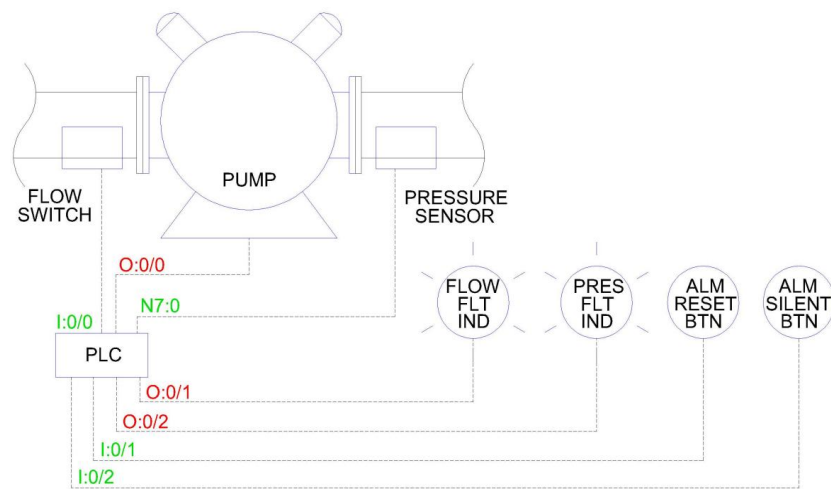 PUMP
FLOW
SWITCH
PRESSURE
SENSOR
O:0/0
N7:0
I:0/0
PLC
FLOW
FLT
IND
PRES
FLT
IND
ALM
RESET
BTN
ALM
SILENT
BTN
O:0/1
O:0/2
I:0/1
I:0/2